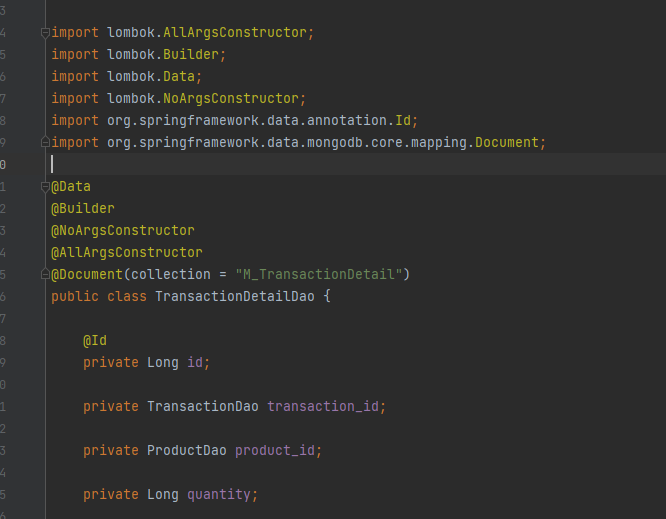 3
4 import lombok.AllArgsConstructor;
5 import lombok.Builder;
6 import lombok.Data;
7 import lombok.NoArgsConstructor;
8 import org.springframework.data.annotation.Id;
9 import org.springframework.data.mongodb.core.mapping.Document;
0
1 @Data
2 @Builder
3 @NoArgsConstructor
4 @AllArgsConstructor
5 @Document(collection = "M_TransactionDetail")
6 public class TransactionDetailDao {
7
8 @Id
9 private Long id;
0
1 private TransactionDao transaction_id;
2
3 private ProductDao product_id;
4
5 private Long quantity;
6